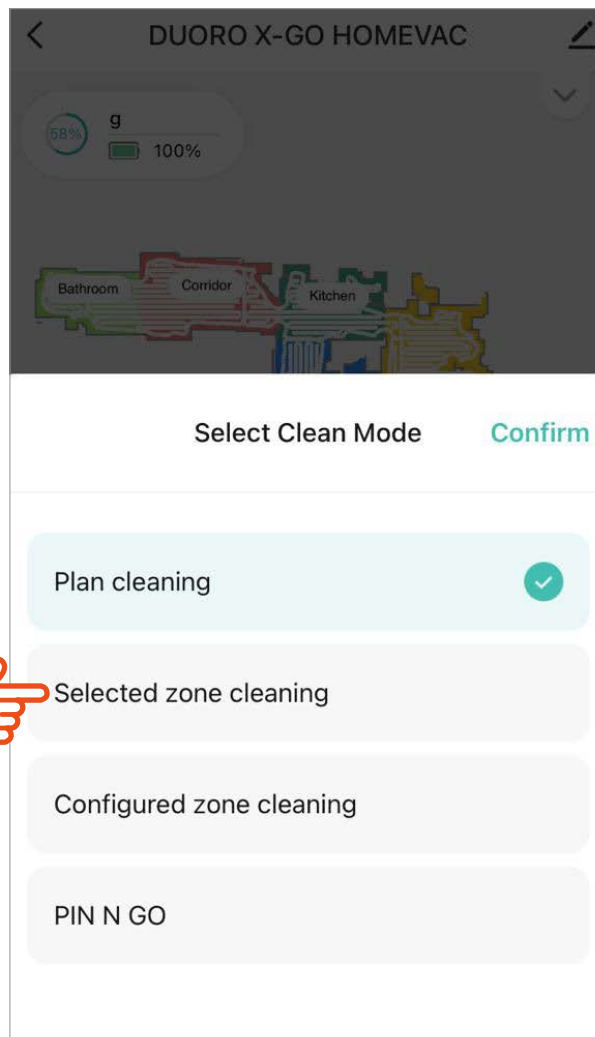 DUORO X-GO HOMEVAC
58%
g
100%
Bathroom
Corridor
Kitchen
Select Clean Mode
Confirm
Plan cleaning
Selected zone cleaning
Configured zone cleaning
PIN N GO